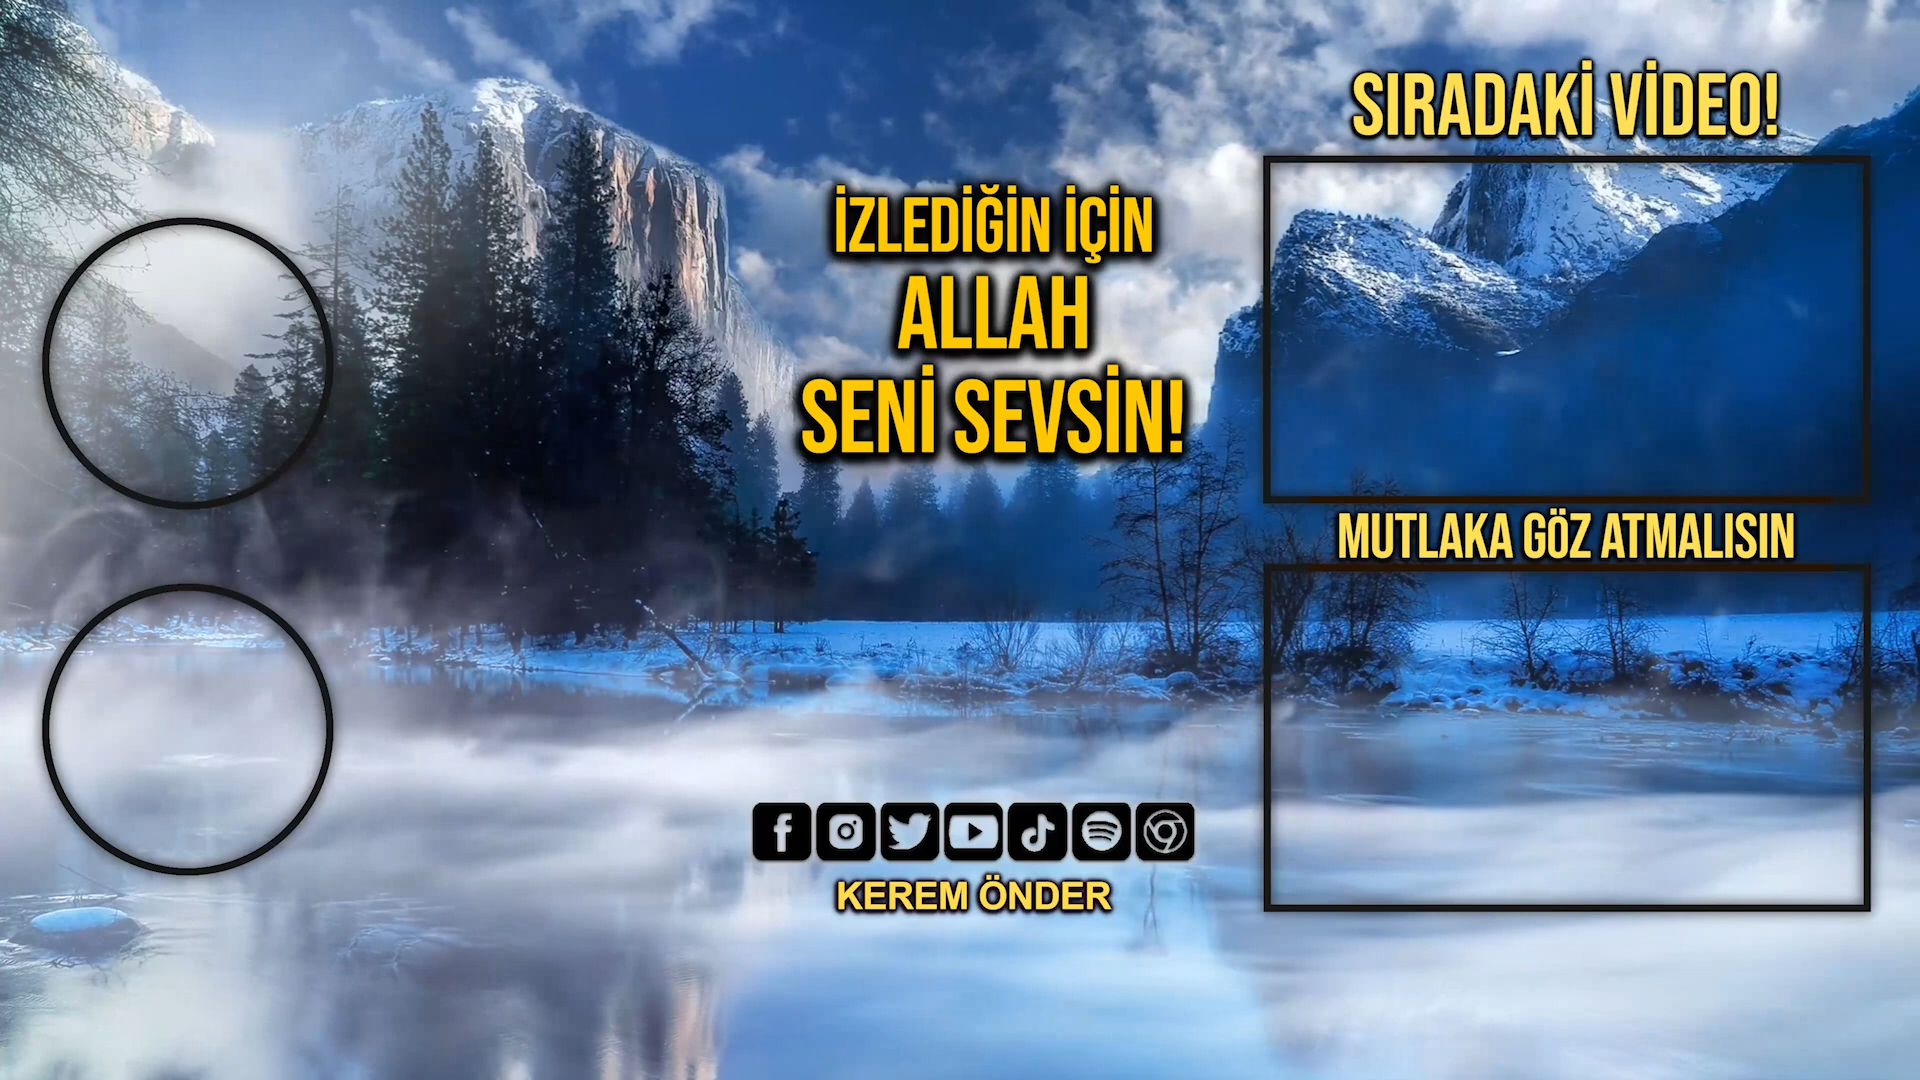 SIRADAKİ VİDEO!
İZLEDİĞİN İÇİN
ALLAH
SENİ SEVSİN!
MUTLAKA GÖZ ATMALISIN
KEREM ÖNDER